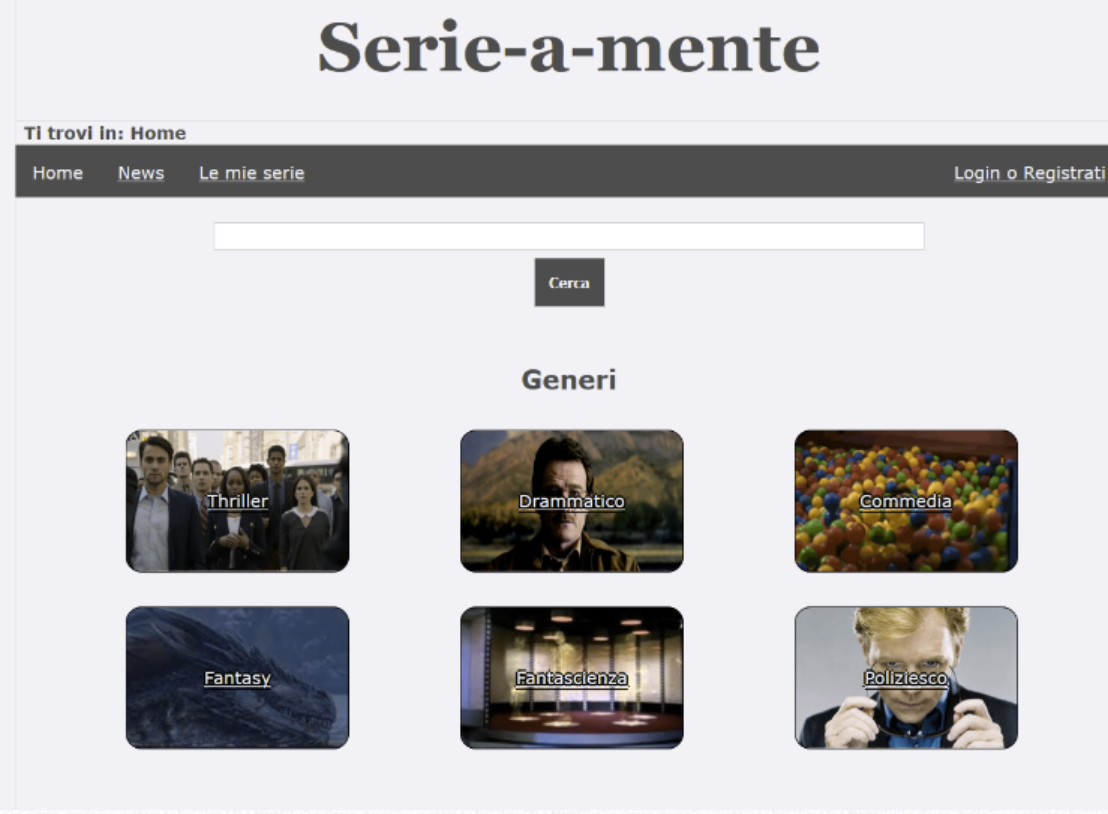 Serie-a-mente
Ti trovi in: Home
Home News Le mie serie Login o Registrati
Cerca
Generi
Thriller Drammatico Commedia
Fantasy Fantascienza Poliziesco